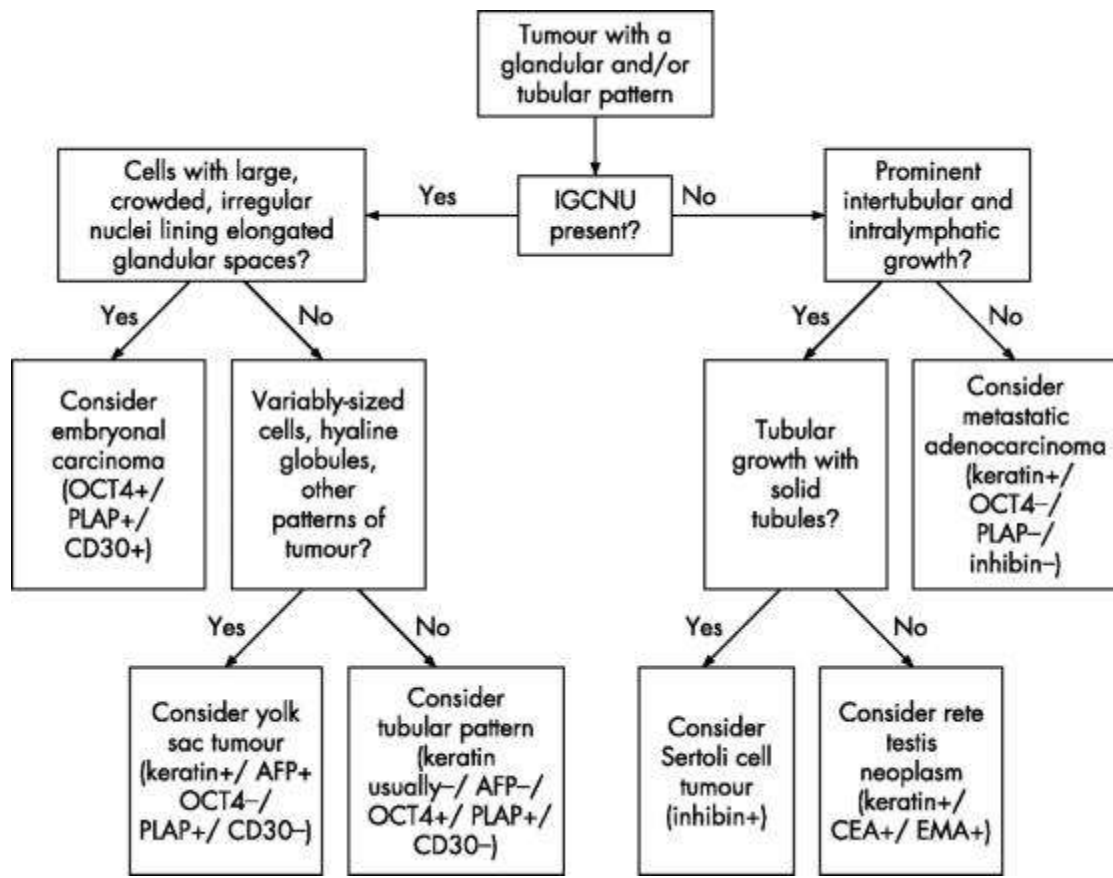 Tumour with a
glandular and/or
tubular pattern
Cells with large,
crowded, irregular
nuclei lining elongated
glandular spaces?
Yes
IGCNU
present?
No
Prominent
intertubular and
intralymphatic
growth?
Yes
No
Yes
No
Consider
embryonal
carcinoma
(OCT4+/
PLAP+/
CD30+)
Variably-sized
cells, hyaline
globules,
other
patterns of
tumour?
Tubular
growth with
solid
tubules?
Consider
metastatic
adenocarcinoma
(keratin+/
OCT4–/
PLAP–/
inhibin–)
Yes
No
Yes
No
Consider yolk
sac tumour
(keratin+/ AFP+
OCT4–/
PLAP+/ CD30–)
Consider
tubular pattern
(keratin
usually–/ AFP–/
OCT4+/ PLAP+/
CD30–)
Consider
Sertoli cell
tumour
(inhibin+)
Consider rete
testis
neoplasm
(keratin+/
CEA+/ EMA+)